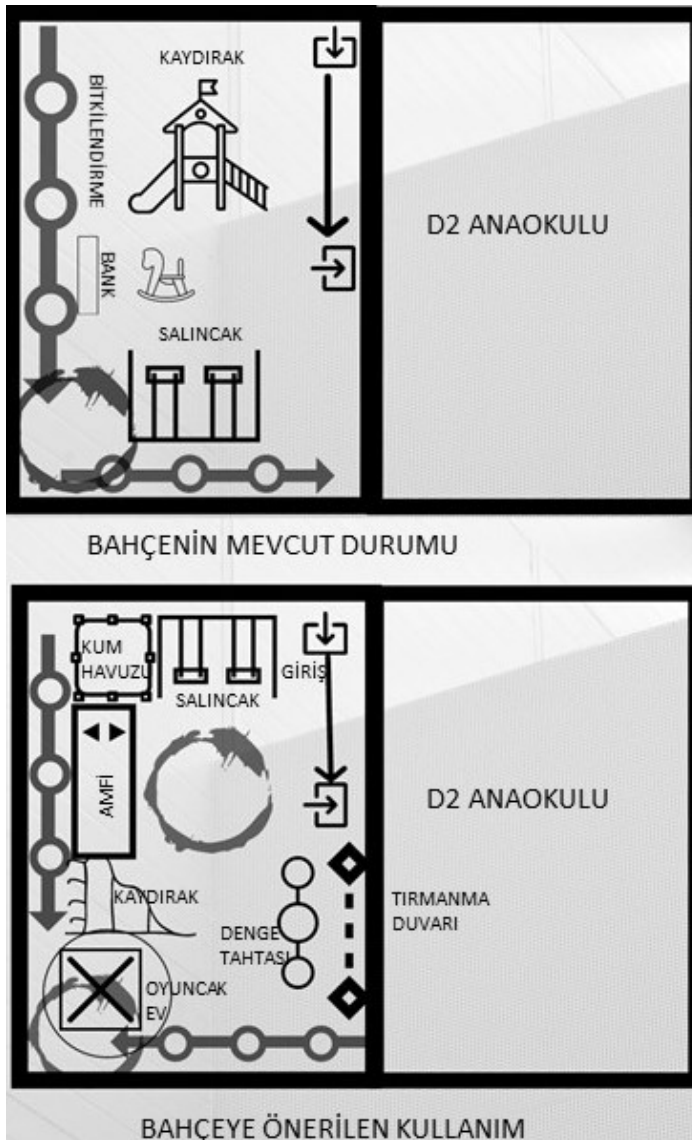 KAYDIRAK
BİTKİLENDİRME
D2 ANAOKULU
BANK
SALINCAK
BAHÇENİN MEVCUT DURUMU
KUM
HAVUZU
GİRİŞ
SALINCAK
AMFİ
D2 ANAOKULU
KAYDIRAK
TIRMANMA
DUVARI
DENGE
TAHTASI
OYUNCAK
EV
BAHÇEYE ÖNERİLEN KULLANIM